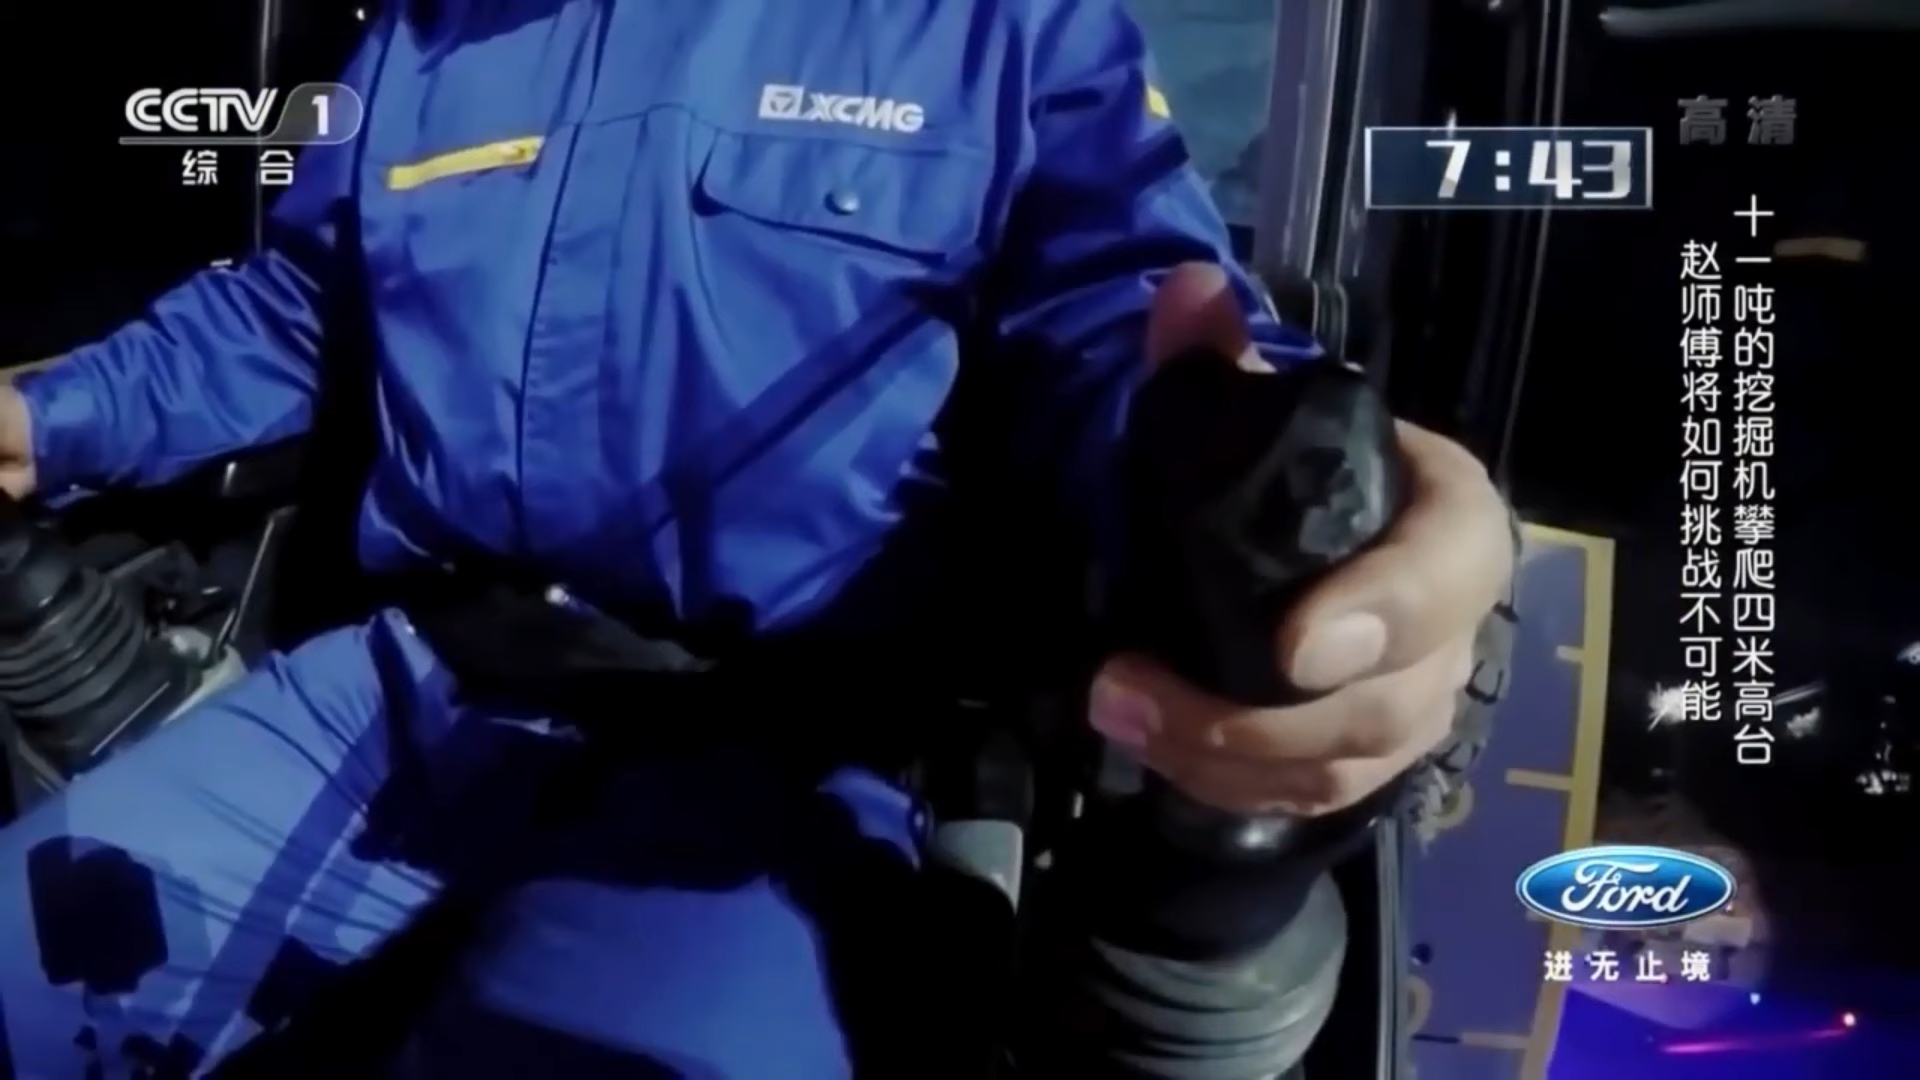 CCTV 1
综合
XCMG
7:43
高清
十一吨的挖掘机攀爬四米高台
赵师傅将如何挑战不可能
Ford
进无止境